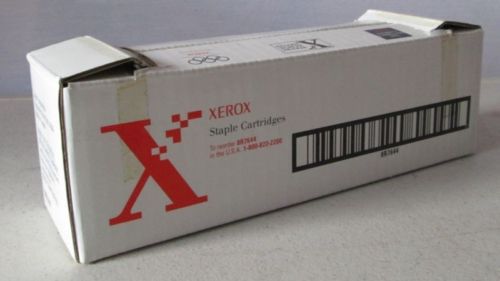 XEROX
Staple Cartridges
To reorder 8R7644
in the U.S.A. 1-800-822-2200
8R7644
X